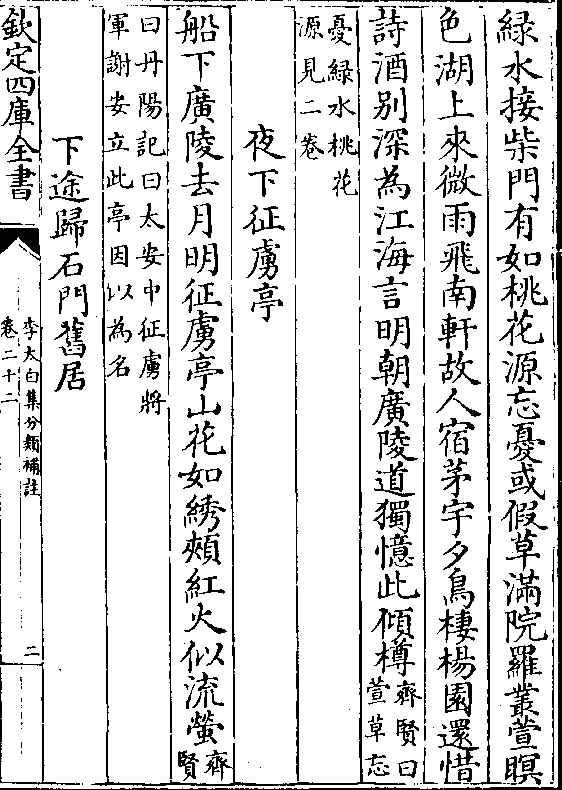 緑水接柴門有如桃花源忘憂或假草滿院羅叢萱暝
色湖上來微雨飛南軒故人宿茅宇夕鳥棲楊園還惜
詩酒别深為江海言明朝廣陵道獨憶此傾樽齊賢曰
萱草忘
憂緑水桃花
源見二卷
夜下征虜亭
船下廣陵去月明征虜亭山花如綉頰紅火似流螢齊
賢
曰丹陽記曰太安中征虜將
軍謝安立此亭因以為名
下途歸石門舊居
欽定四庫全書
李太白集分類補註
卷二十二
二